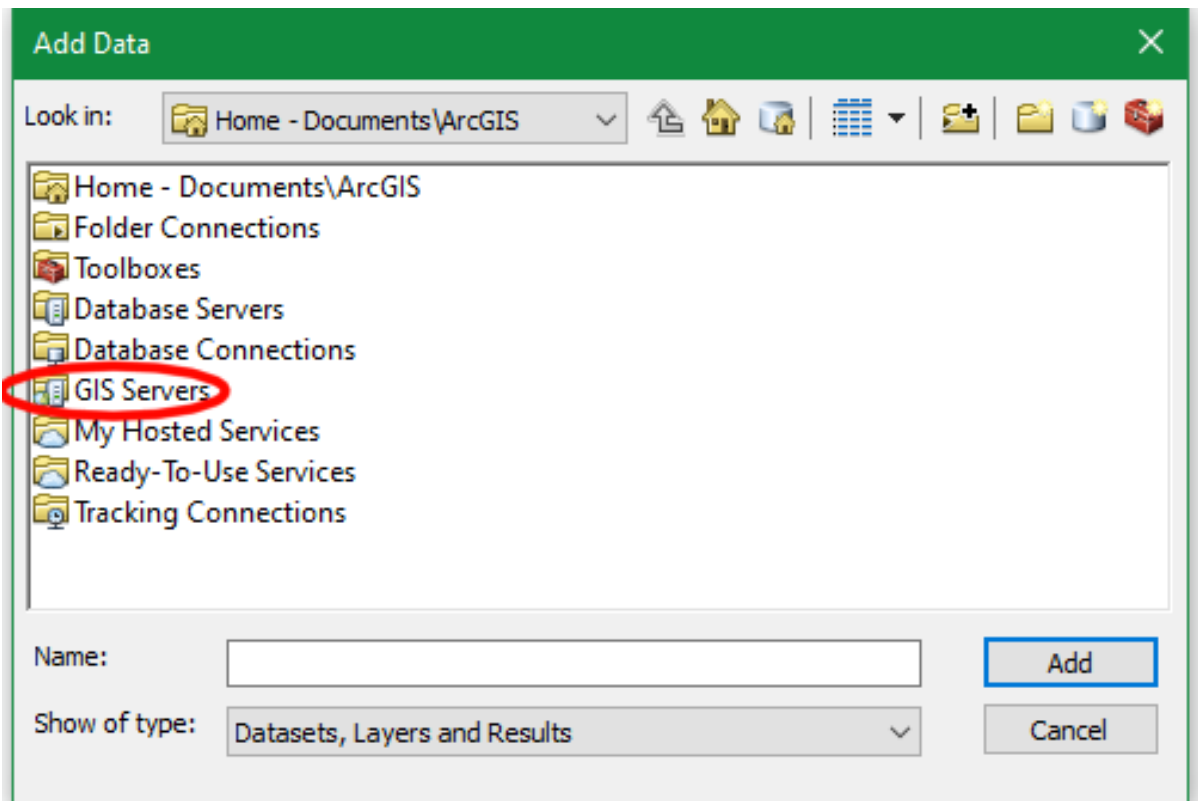 Add Data
Look in: Home - Documents\ArcGIS
Home - Documents\ArcGIS
Folder Connections
Toolboxes
Database Servers
Database Connections
GIS Servers
My Hosted Services
Ready-To-Use Services
Tracking Connections
Name: Add
Show of type: Datasets, Layers and Results Cancel